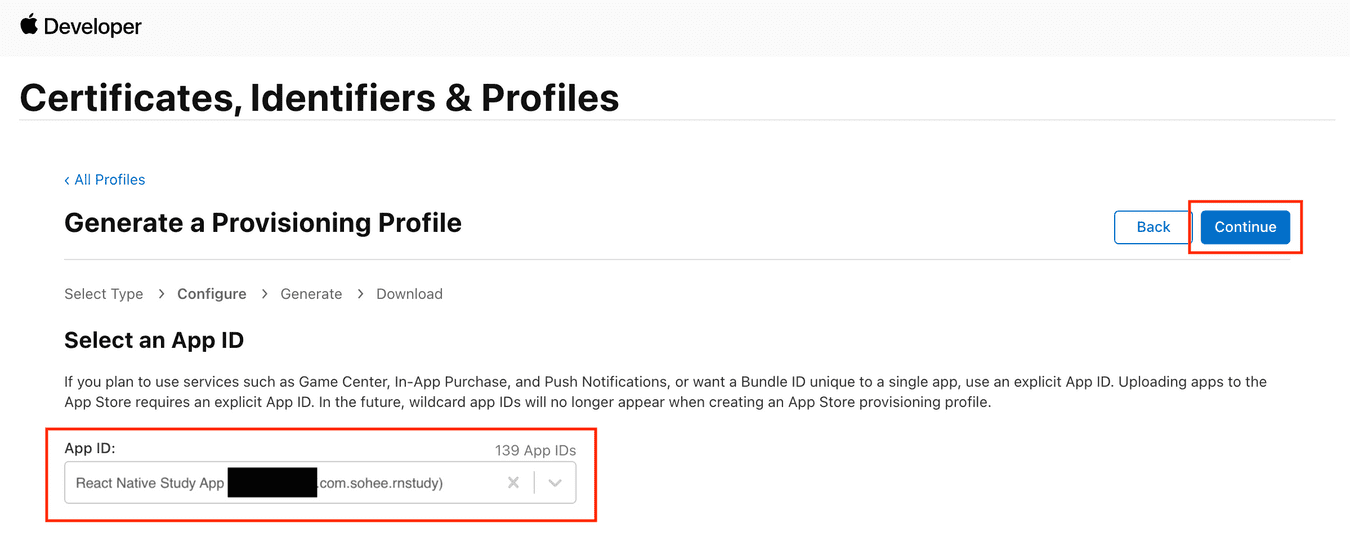 Developer
Certificates, Identifiers & Profiles
‹ All Profiles
Generate a Provisioning Profile
Back
Continue
Select Type > Configure > Generate > Download
Select an App ID
If you plan to use services such as Game Center, In-App Purchase, and Push Notifications, or want a Bundle ID unique to a single app, use an explicit App ID. Uploading apps to the
App Store requires an explicit App ID. In the future, wildcard app IDs will no longer appear when creating an App Store provisioning profile.
App ID:
139 App IDs
React Native Study App .com.sohee.rnstudy)